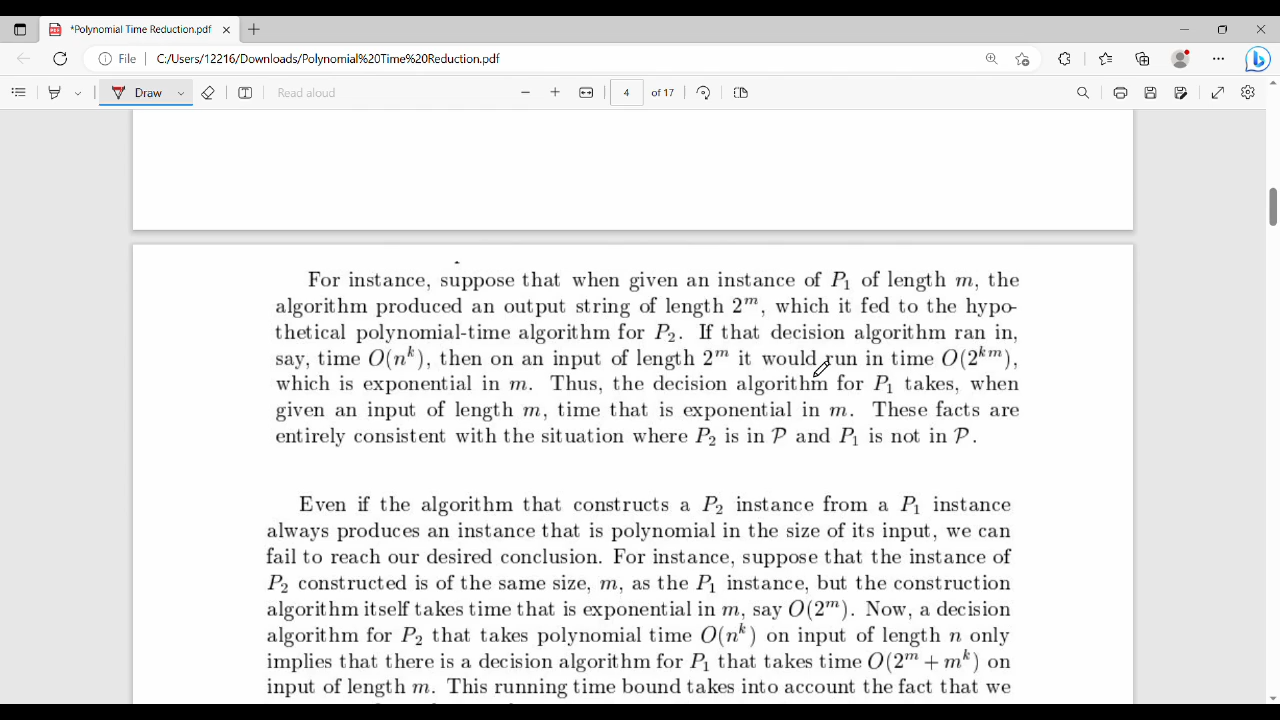 *Polynomial Time Reduction.pdf
File C:/Users/12216/Downloads/Polynomial%20Time%20Reduction.pdf
Draw Read aloud 4 of 17
For instance, suppose that when given an instance of P₁ of length m, the
algorithm produced an output string of length 2ᵐ, which it fed to the hypo-
thetical polynomial-time algorithm for P₂. If that decision algorithm ran in,
say, time O(nᵏ), then on an input of length 2ᵐ it would run in time O(2ᵏᵐ),
which is exponential in m. Thus, the decision algorithm for P₁ takes, when
given an input of length m, time that is exponential in m. These facts are
entirely consistent with the situation where P₂ is in 𝒫 and P₁ is not in 𝒫.
Even if the algorithm that constructs a P₂ instance from a P₁ instance
always produces an instance that is polynomial in the size of its input, we can
fail to reach our desired conclusion. For instance, suppose that the instance of
P₂ constructed is of the same size, m, as the P₁ instance, but the construction
algorithm itself takes time that is exponential in m, say O(2ᵐ). Now, a decision
algorithm for P₂ that takes polynomial time O(nᵏ) on input of length n only
implies that there is a decision algorithm for P₁ that takes time O(2ᵐ + mᵏ) on
input of length m. This running time bound takes into account the fact that we